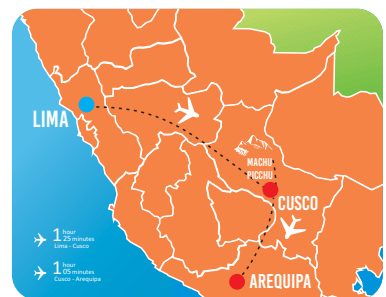 LIMA
MACHU
PICCHU
CUSCO
AREQUIPA
1 hour
25 minutes
Lima - Cusco
1 hour
05 minutes
Cusco - Arequipa